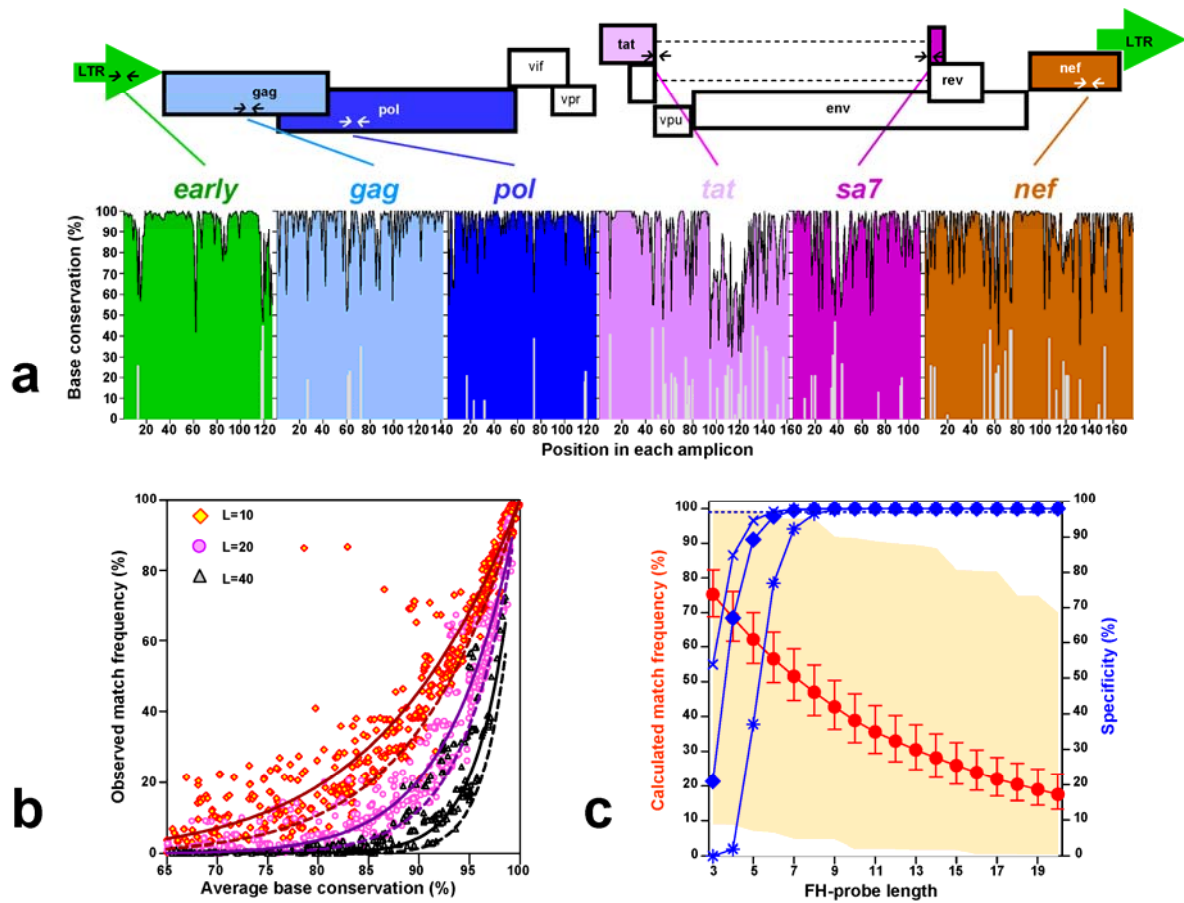 LTR
gag
pol
vif
vpr
tat
vpu
env
rev
nef
LTR
early
gag
pol
tat
sa7
nef
a
Base conservation (%)
100
90
80
70
60
50
40
30
20
10
0
20 40 60 80 100 120
20 40 60 80 100 120 140
20 40 60 80 100 120
20 40 60 80 100 120 140 160
20 40 60 80 100
20 40 60 80 100 120 140 160
Position in each amplicon
b
Observed match frequency (%)
100
80
60
40
20
0
L=10
L=20
L=40
65 70 75 80 85 90 95 100
Average base conservation (%)
c
Calculated match frequency (%)
100
90
80
70
60
50
40
30
20
10
0
Specificity (%)
100
90
80
70
60
50
40
30
20
10
0
3 5 7 9 11 13 15 17 19
FH-probe length